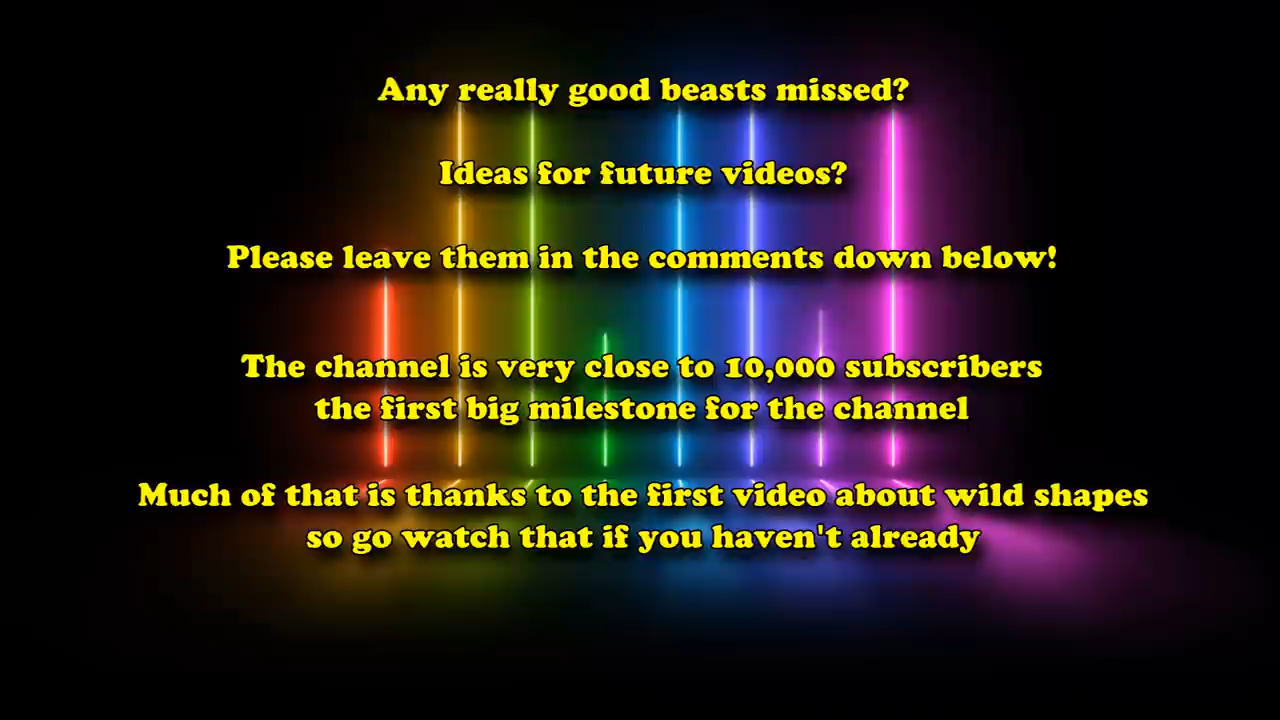 Any really good beasts missed?
Ideas for future videos?
Please leave them in the comments down below!
The channel is very close to 10,000 subscribers
the first big milestone for the channel
Much of that is thanks to the first video about wild shapes
so go watch that if you haven't already